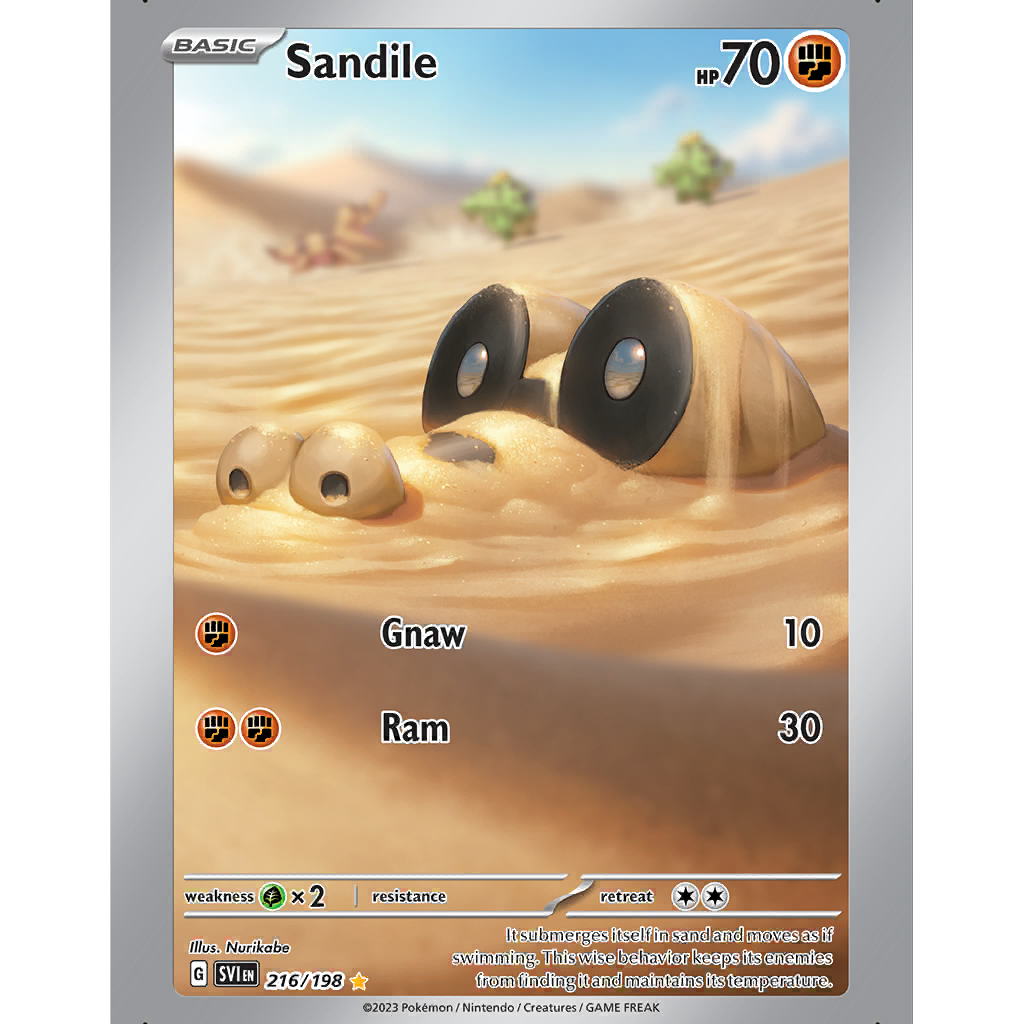 BASIC
Sandile
HP 70
Gnaw 10
Ram 30
weakness ×2 resistance retreat
Illus. Nurikabe
It submerges itself in sand and moves as if
swimming. This wise behavior keeps its enemies
from finding it and maintains its temperature.
G SVI EN 216/198
©2023 Pokémon / Nintendo / Creatures / GAME FREAK